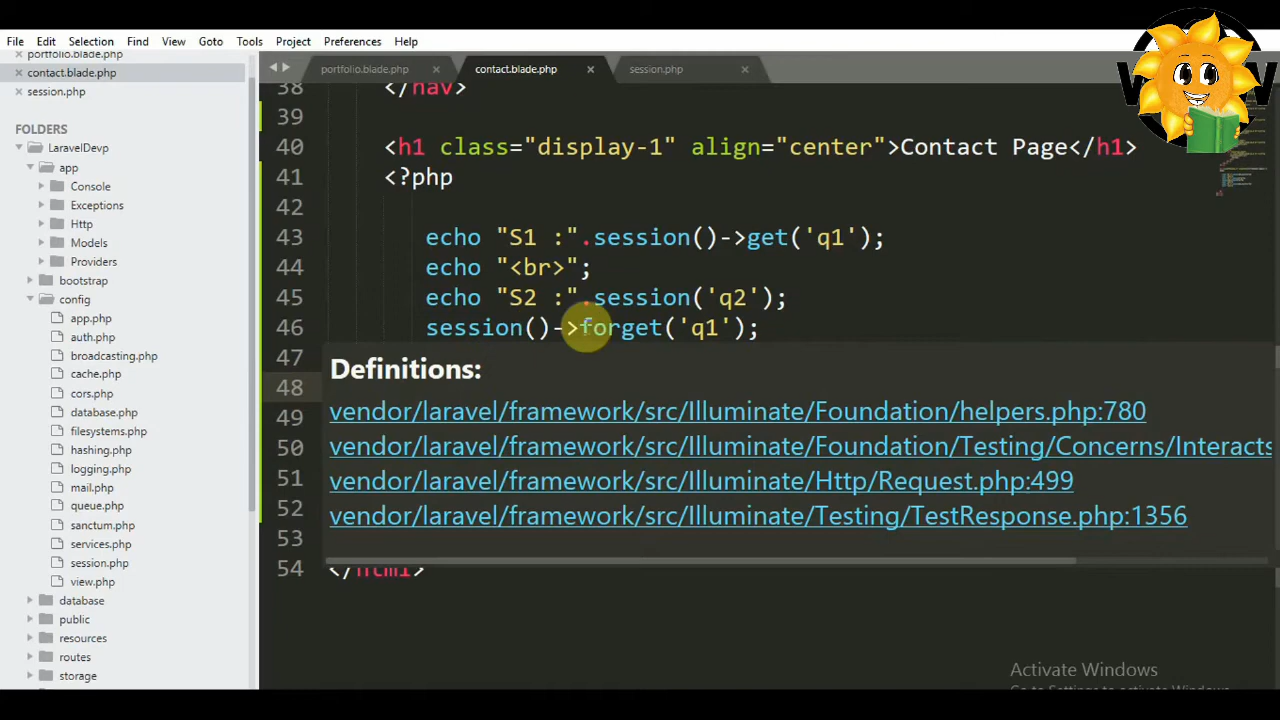 File Edit Selection Find View Goto Tools Project Preferences Help
portfolio.blade.php
contact.blade.php
session.php
FOLDERS
LaravelDevp
app
Console
Exceptions
Http
Models
Providers
bootstrap
config
app.php
auth.php
broadcasting.php
cache.php
cors.php
database.php
filesystems.php
hashing.php
logging.php
mail.php
queue.php
sanctum.php
services.php
session.php
view.php
database
public
resources
routes
storage
portfolio.blade.php contact.blade.php session.php
38 </nav>
39
40 <h1 class="display-1" align="center">Contact Page</h1>
41 <?php
42
43 echo "S1 :".session()->get('q1');
44 echo "<br>";
45 echo "S2 :".session('q2');
46 session()->forget('q1');
47
48
49
50
51
52
53
54 </html>
Definitions:
vendor/laravel/framework/src/Illuminate/Foundation/helpers.php:780
vendor/laravel/framework/src/Illuminate/Foundation/Testing/Concerns/Interacts
vendor/laravel/framework/src/Illuminate/Http/Request.php:499
vendor/laravel/framework/src/Illuminate/Testing/TestResponse.php:1356
Activate Windows
Go to Settings to activate Windows.